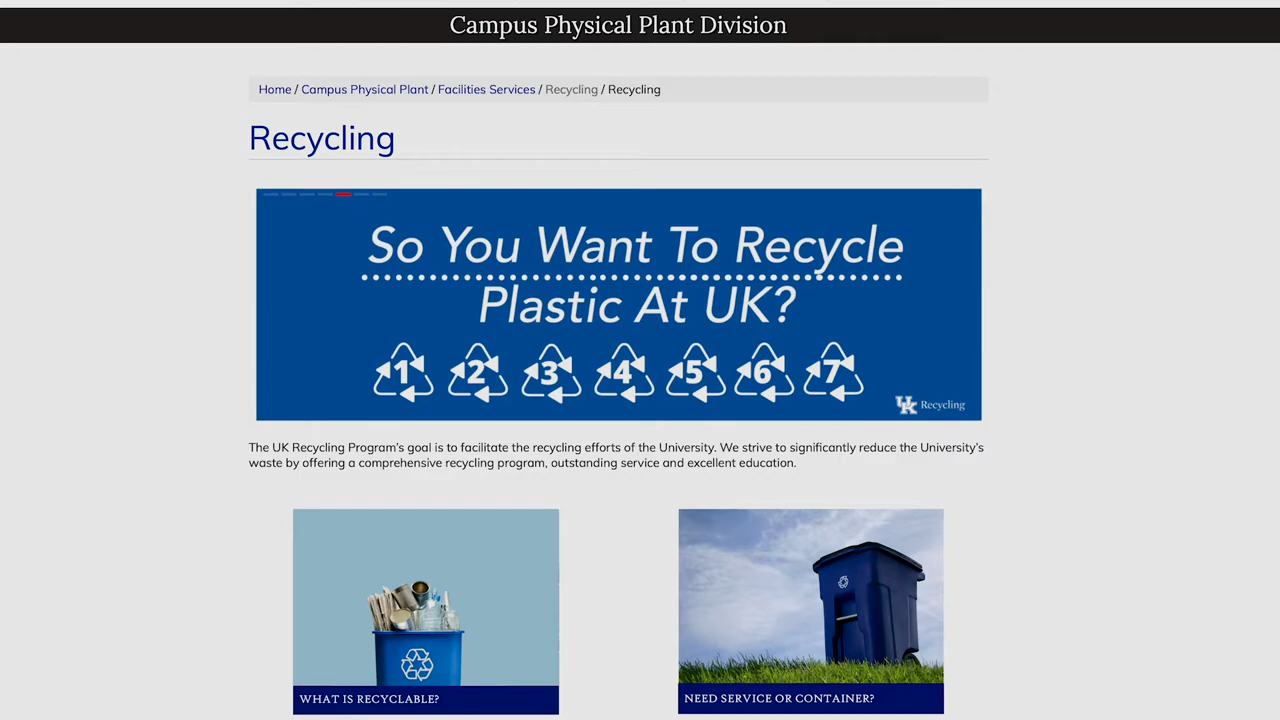 Campus Physical Plant Division
Home / Campus Physical Plant / Facilities Services / Recycling / Recycling
Recycling
So You Want To Recycle
Plastic At UK?
1 2 3 4 5 6 7
UK Recycling
The UK Recycling Program's goal is to facilitate the recycling efforts of the University. We strive to significantly reduce the University's
waste by offering a comprehensive recycling program, outstanding service and excellent education.
WHAT IS RECYCLABLE?
NEED SERVICE OR CONTAINER?